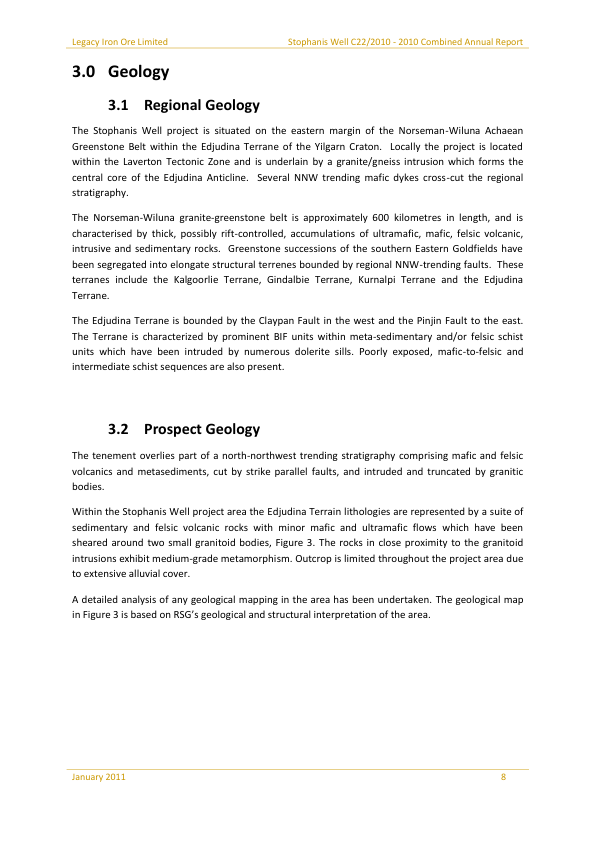 Legacy Iron Ore Limited Stophanis Well C22/2010 - 2010 Combined Annual Report
3.0 Geology
3.1 Regional Geology
The Stophanis Well project is situated on the eastern margin of the Norseman-Wiluna Achaean
Greenstone Belt within the Edjudina Terrane of the Yilgarn Craton. Locally the project is located
within the Laverton Tectonic Zone and is underlain by a granite/gneiss intrusion which forms the
central core of the Edjudina Anticline. Several NNW trending mafic dykes cross-cut the regional
stratigraphy.
The Norseman-Wiluna granite-greenstone belt is approximately 600 kilometres in length, and is
characterised by thick, possibly rift-controlled, accumulations of ultramafic, mafic, felsic volcanic,
intrusive and sedimentary rocks. Greenstone successions of the southern Eastern Goldfields have
been segregated into elongate structural terrenes bounded by regional NNW-trending faults. These
terranes include the Kalgoorlie Terrane, Gindalbie Terrane, Kurnalpi Terrane and the Edjudina
Terrane.
The Edjudina Terrane is bounded by the Claypan Fault in the west and the Pinjin Fault to the east.
The Terrane is characterized by prominent BIF units within meta-sedimentary and/or felsic schist
units which have been intruded by numerous dolerite sills. Poorly exposed, mafic-to-felsic and
intermediate schist sequences are also present.
3.2 Prospect Geology
The tenement overlies part of a north-northwest trending stratigraphy comprising mafic and felsic
volcanics and metasediments, cut by strike parallel faults, and intruded and truncated by granitic
bodies.
Within the Stophanis Well project area the Edjudina Terrain lithologies are represented by a suite of
sedimentary and felsic volcanic rocks with minor mafic and ultramafic flows which have been
sheared around two small granitoid bodies, Figure 3. The rocks in close proximity to the granitoid
intrusions exhibit medium-grade metamorphism. Outcrop is limited throughout the project area due
to extensive alluvial cover.
A detailed analysis of any geological mapping in the area has been undertaken. The geological map
in Figure 3 is based on RSG’s geological and structural interpretation of the area.
January 2011 8